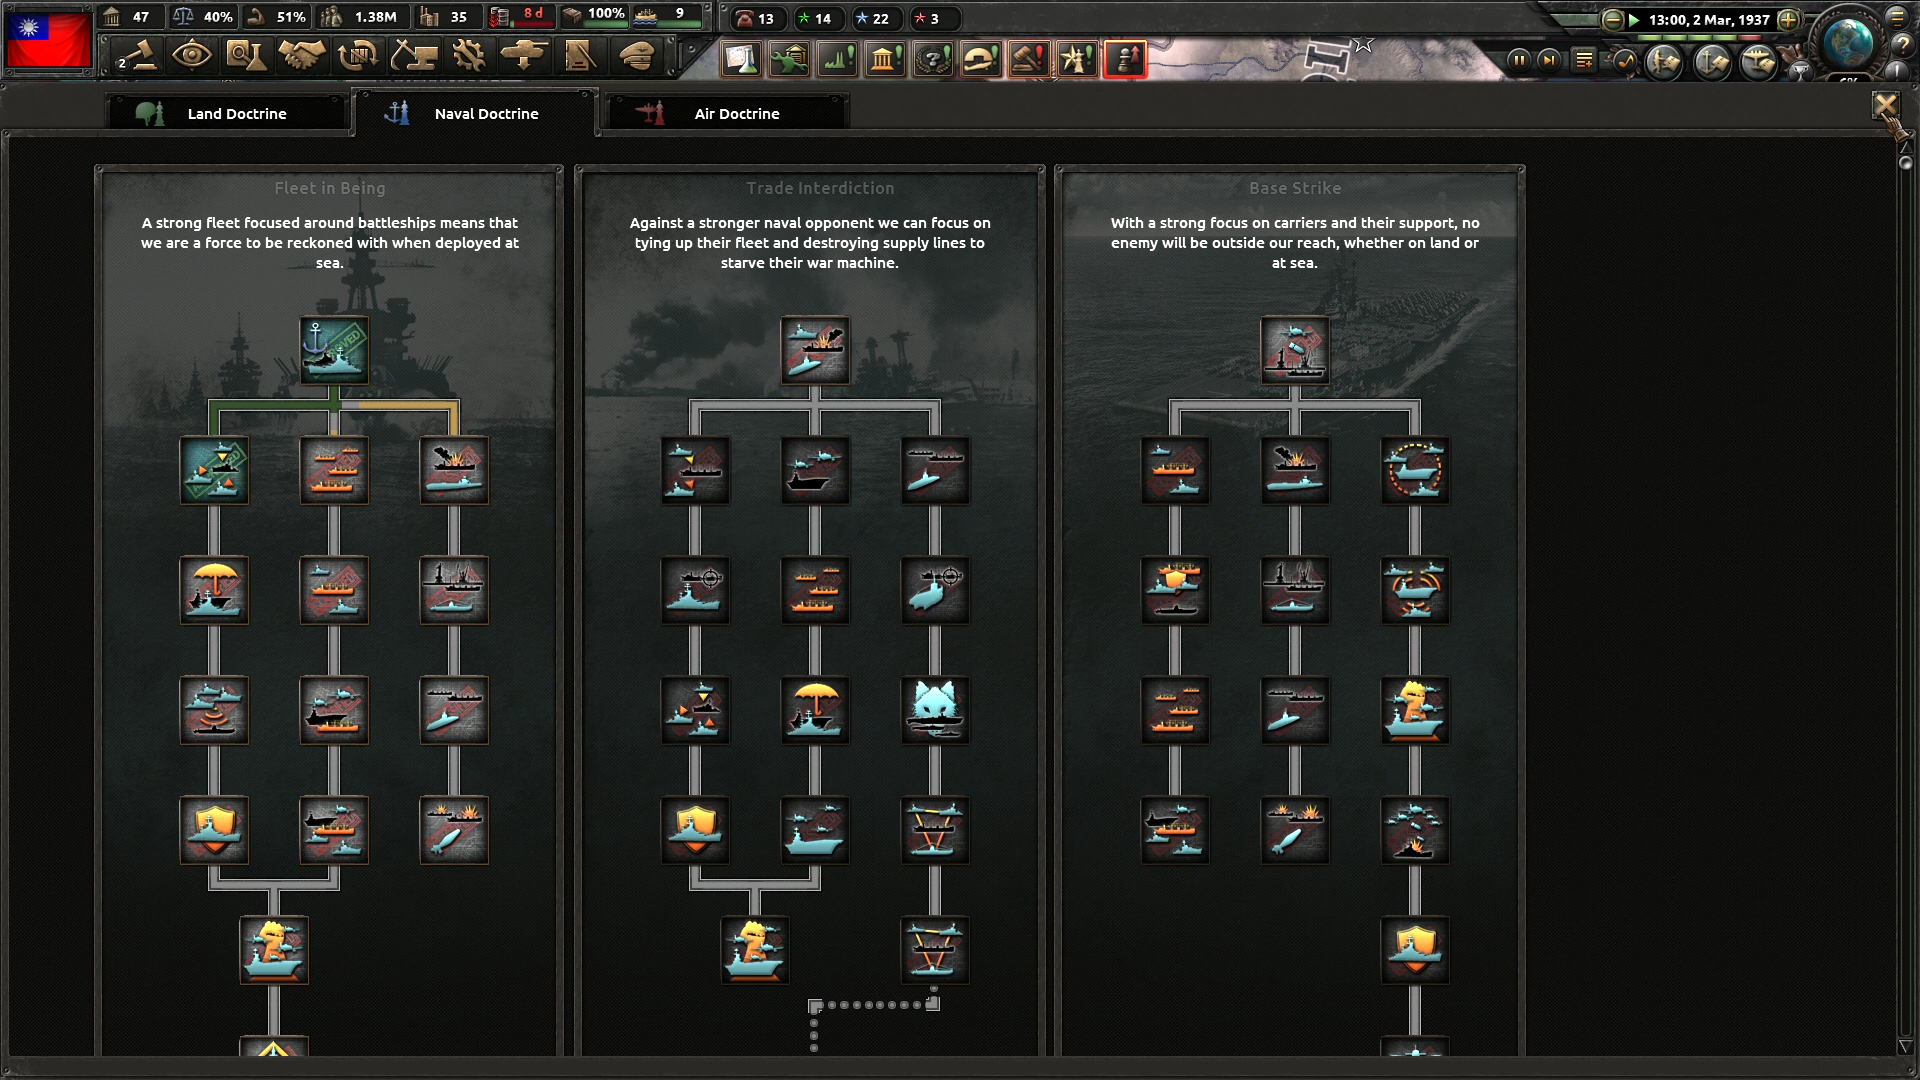 47
40%
51%
1.38M
35
8 d
100%
9
13
14
22
3
13:00, 2 Mar, 1937
2
Land Doctrine
Naval Doctrine
Air Doctrine
Fleet in Being
A strong fleet focused around battleships means that
we are a force to be reckoned with when deployed at
sea.
Trade Interdiction
Against a stronger naval opponent we can focus on
tying up their fleet and destroying supply lines to
starve their war machine.
Base Strike
With a strong focus on carriers and their support, no
enemy will be outside our reach, whether on land or
at sea.